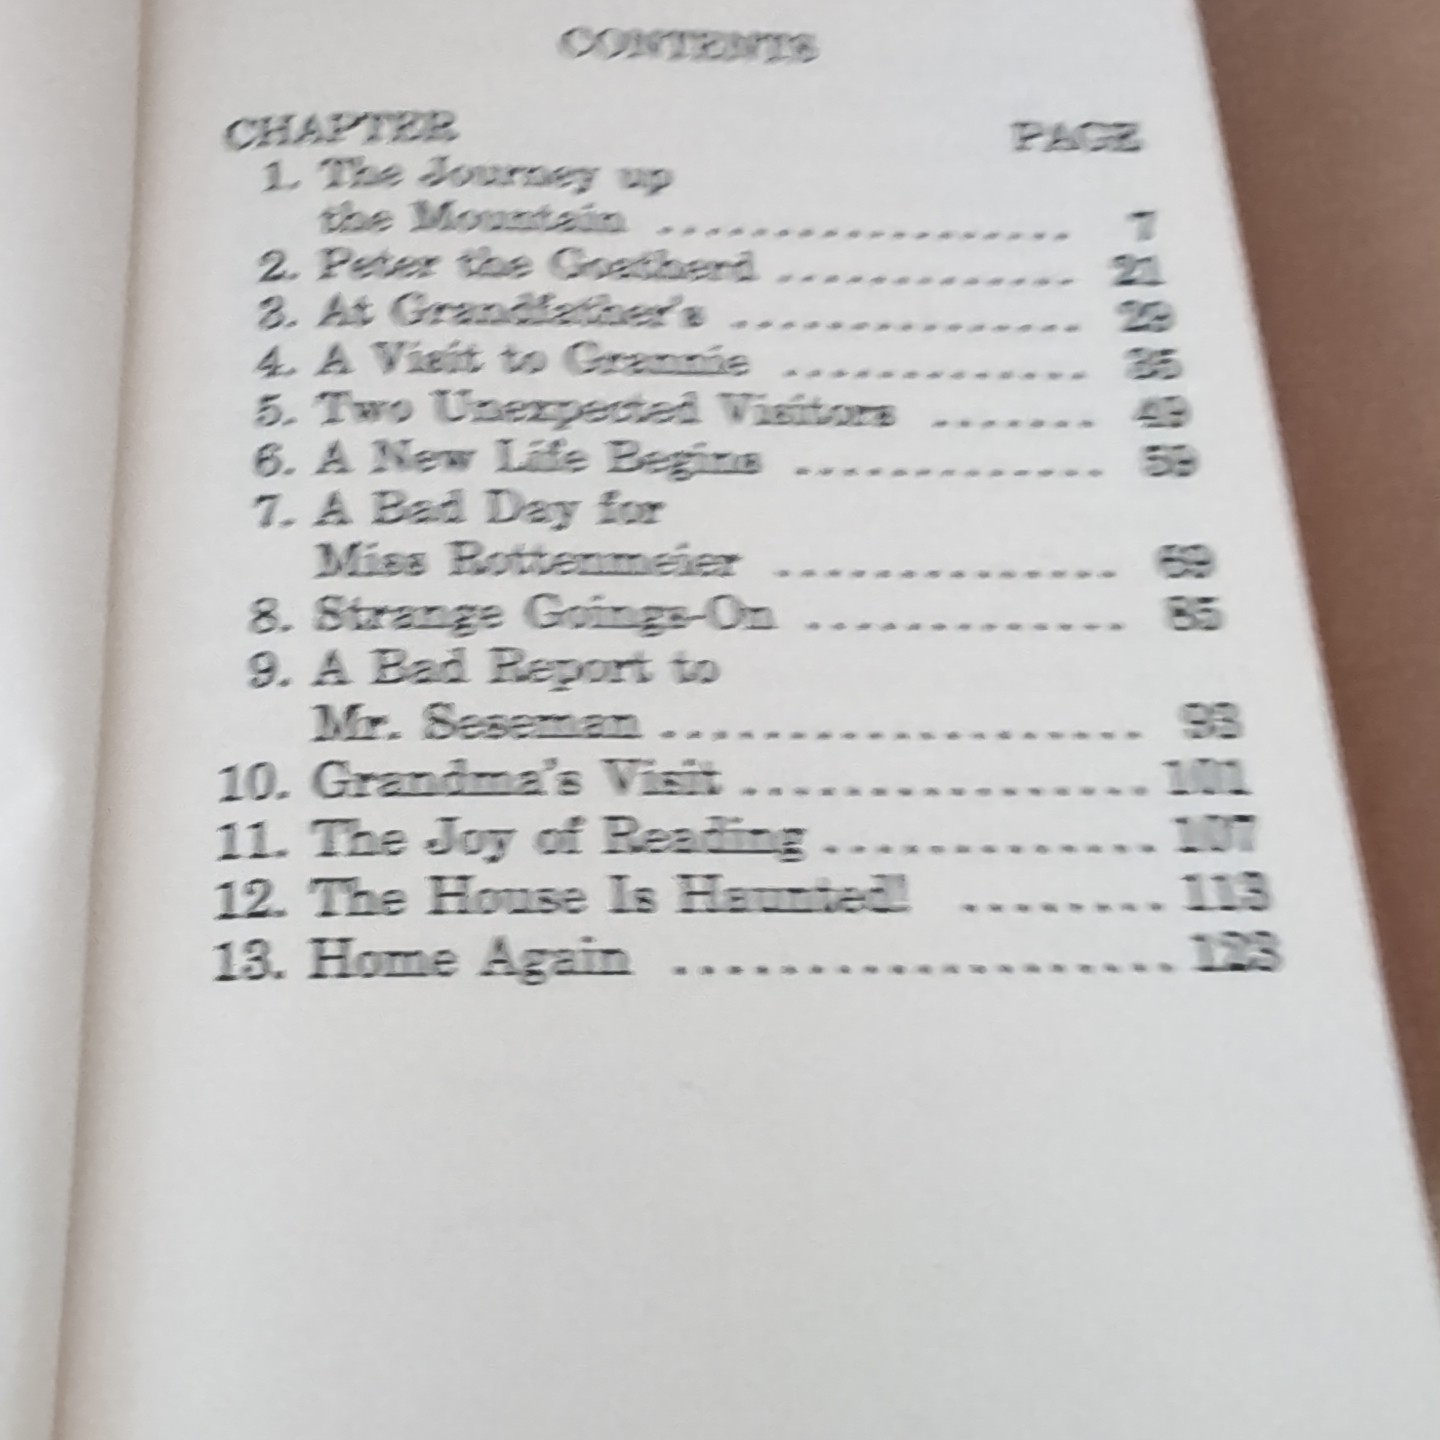 CONTENTS
CHAPTER PAGE
1. The Journey up
the Mountain .................... 7
2. Peter the Goatherd ............... 21
3. At Grandfather's ................ 29
4. A Visit to Grannie .............. 35
5. Two Unexpected Visitors ....... 49
6. A New Life Begins .............. 59
7. A Bad Day for
Miss Rottenmeier ............... 69
8. Strange Goings-On .............. 85
9. A Bad Report to
Mr. Seseman .................... 93
10. Grandma's Visit ................ 101
11. The Joy of Reading ............. 107
12. The House Is Haunted! ........ 113
13. Home Again ................... 123